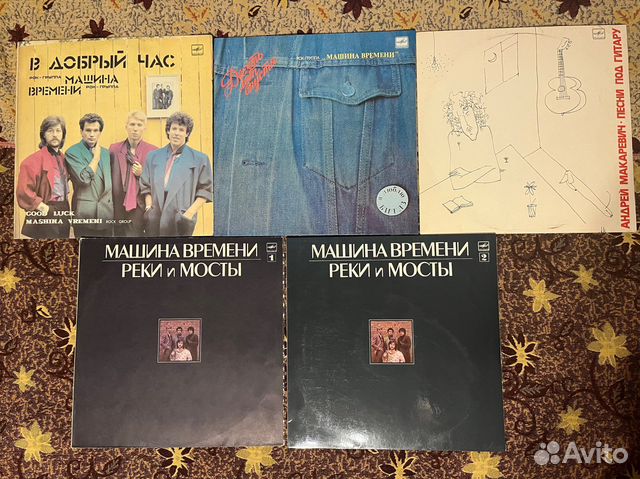 В ДОБРЫЙ ЧАС
РОК-ГРУППА
МАШИНА
ВРЕМЕНИ
РОК-ГРУППА
GOOD LUCK
MASHINA VREMENI ROCK GROUP
РОК-ГРУППА „МАШИНА ВРЕМЕНИ"
АНДРЕЙ МАКАРЕВИЧ · ПЕСНИ ПОД ГИТАРУ
МАШИНА ВРЕМЕНИ
РЕКИ и МОСТЫ 1
МАШИНА ВРЕМЕНИ
РЕКИ и МОСТЫ 2
Avito